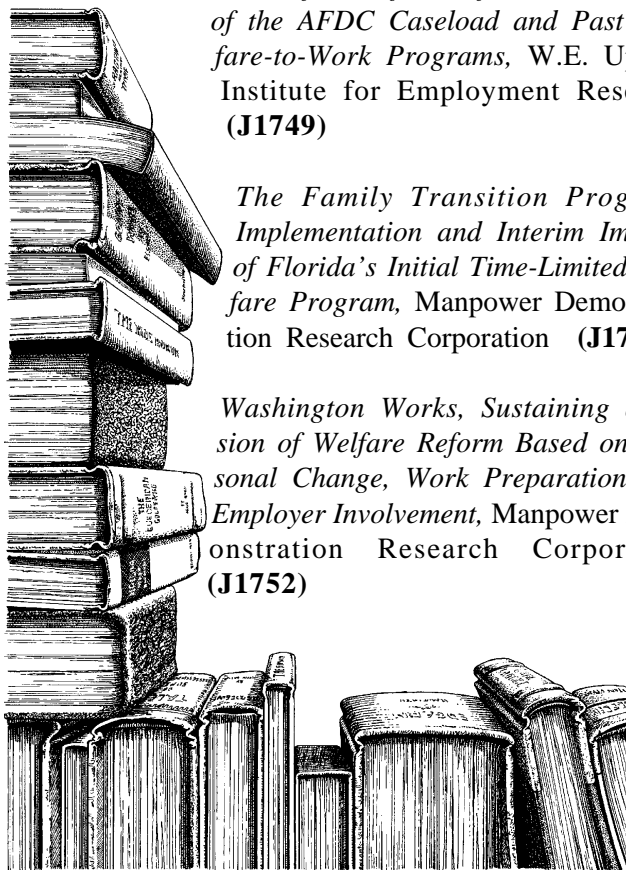 of the AFDC Caseload and Past
fare-to-Work Programs, W.E. Up
Institute for Employment Rese
(J1749)
The Family Transition Prog
Implementation and Interim Im
of Florida's Initial Time-Limited
fare Program, Manpower Demo
tion Research Corporation (J17
Washington Works, Sustaining
sion of Welfare Reform Based on
sonal Change, Work Preparation
Employer Involvement, Manpower
onstration Research Corpor
(J1752)